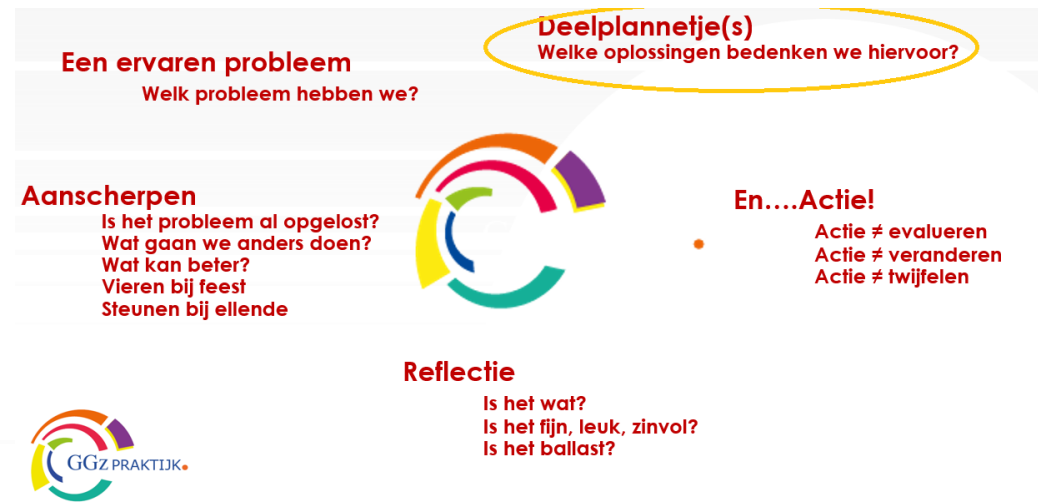 Een ervaren probleem
Welk probleem hebben we?
Deelplannetje(s)
Welke oplossingen bedenken we hiervoor?
En….Actie!
Actie ≠ evalueren
Actie ≠ veranderen
Actie ≠ twijfelen
Reflectie
Is het wat?
Is het fijn, leuk, zinvol?
Is het ballast?
Aanscherpen
Is het probleem al opgelost?
Wat gaan we anders doen?
Wat kan beter?
Vieren bij feest
Steunen bij ellende
GGZ PRAKTIJK.